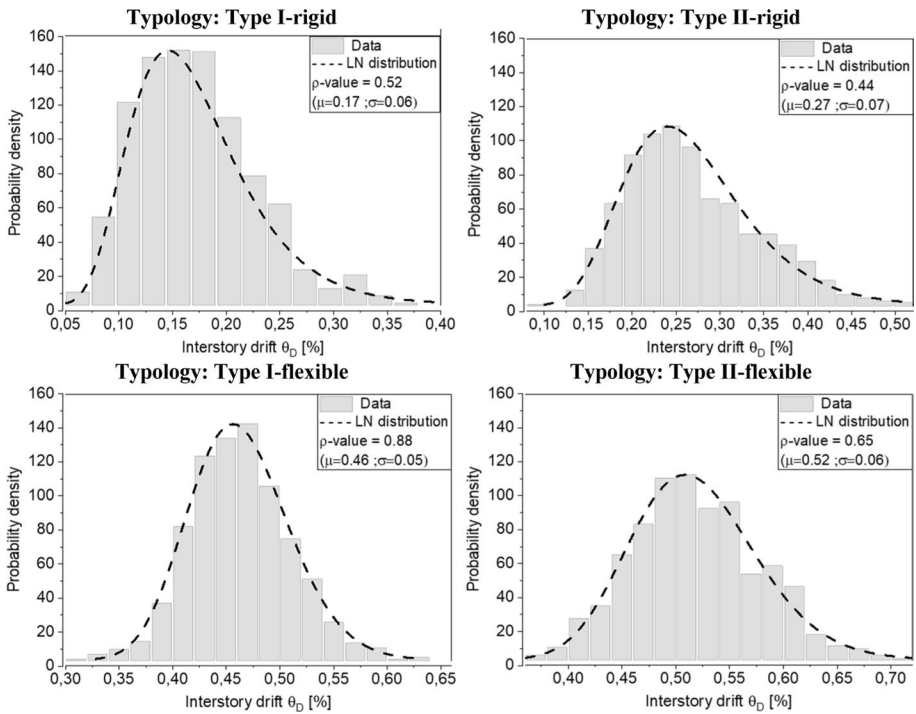 Typology: Type I-rigid
160
140
120
100
80
60
40
20
0
Probability density
0,05
0,10
0,15
0,20
0,25
0,30
0,35
0,40
Interstory drift θD [%]
Data
LN distribution
ρ-value = 0.52
(μ=0.17 ;σ=0.06)
Typology: Type II-rigid
160
140
120
100
80
60
40
20
0
Probability density
0,10
0,15
0,20
0,25
0,30
0,35
0,40
0,45
0,50
Interstory drift θD [%]
Data
LN distribution
ρ-value = 0.44
(μ=0.27 ;σ=0.07)
Typology: Type I-flexible
160
140
120
100
80
60
40
20
0
Probability density
0,30
0,35
0,40
0,45
0,50
0,55
0,60
0,65
Interstory drift θD [%]
Data
LN distribution
ρ-value = 0.88
(μ=0.46 ;σ=0.05)
Typology: Type II-flexible
160
140
120
100
80
60
40
20
0
Probability density
0,40
0,45
0,50
0,55
0,60
0,65
0,70
Interstory drift θD [%]
Data
LN distribution
ρ-value = 0.65
(μ=0.52 ;σ=0.06)